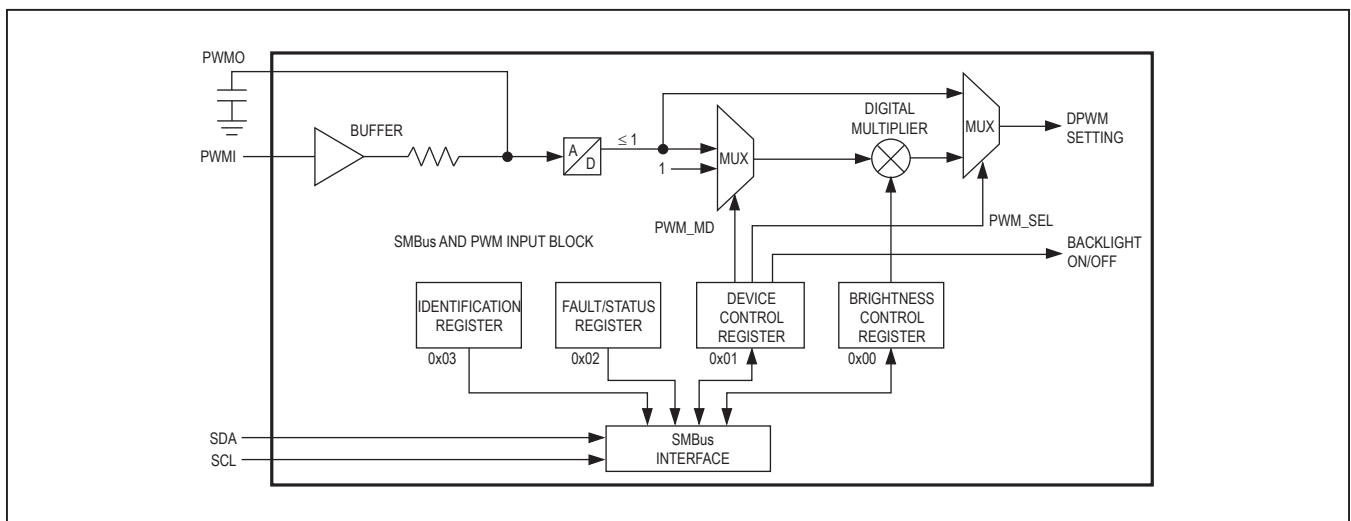 PWMO
BUFFER
PWMI
A
D
≤ 1
1
MUX
DIGITAL
MULTIPLIER
MUX
DPWM
SETTING
PWM_MD
PWM_SEL
SMBus AND PWM INPUT BLOCK
BACKLIGHT
ON/OFF
IDENTIFICATION
REGISTER
0x03
FAULT/STATUS
REGISTER
0x02
DEVICE
CONTROL
REGISTER
0x01
BRIGHTNESS
CONTROL
REGISTER
0x00
SDA
SCL
SMBus
INTERFACE